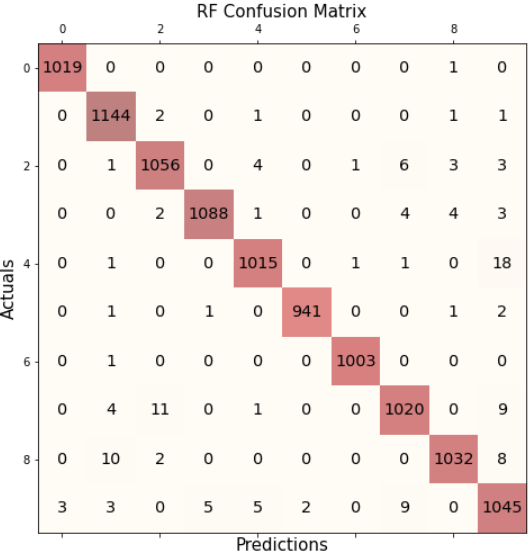 RF Confusion Matrix
0 2 4 6 8
0 1019 0 0 0 0 0 0 0 1 0
0 1144 2 0 1 0 0 0 1 1
2 0 1 1056 0 4 0 1 6 3 3
0 0 2 1088 1 0 0 4 4 3
4 0 1 0 0 1015 0 1 1 0 18
0 1 0 1 0 941 0 0 1 2
6 0 1 0 0 0 0 1003 0 0 0
0 4 11 0 1 0 0 1020 0 9
8 0 10 2 0 0 0 0 0 1032 8
3 3 0 5 5 2 0 9 0 1045
Actuals
Predictions